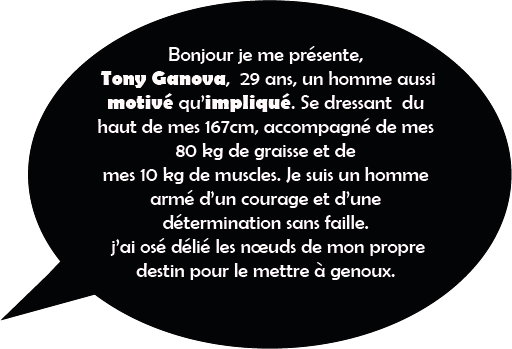 Bonjour je me présente,
Tony Ganova, 29 ans, un homme aussi
motivé qu'impliqué. Se dressant du
haut de mes 167cm, accompagné de mes
80 kg de graisse et de
mes 10 kg de muscles. Je suis un homme
armé d'un courage et d'une
détermination sans faille.
j'ai osé délié les nœuds de mon propre
destin pour le mettre à genoux.